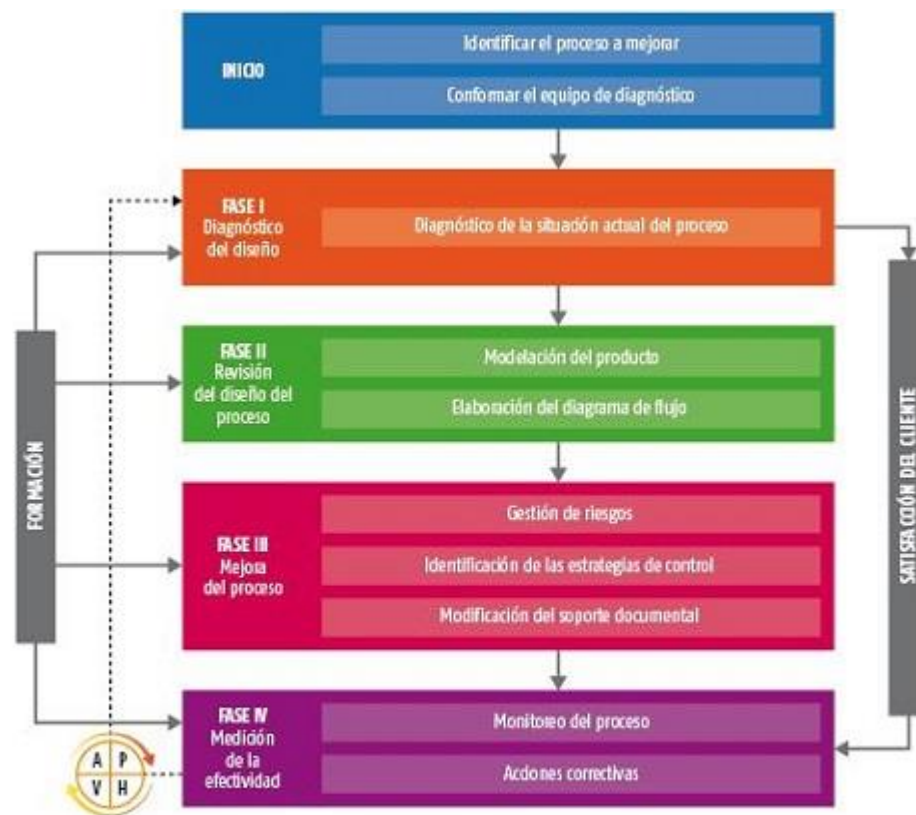 INICIO
Identificar el proceso a mejorar
Conformar el equipo de diagnóstico
FASE I
Diagnóstico
del diseño
Diagnóstico de la situación actual del proceso
FASE II
Revisión
del diseño del
proceso
Modelación del producto
Elaboración del diagrama de flujo
FASE III
Mejora
del proceso
Gestión de riesgos
Identificación de las estrategias de control
Modificación del soporte documental
FASE IV
Medición
de la
efectividad
Monitoreo del proceso
Acciones correctivas
FORMACIÓN
SATISFACCIÓN DEL CLIENTE
A P
V H